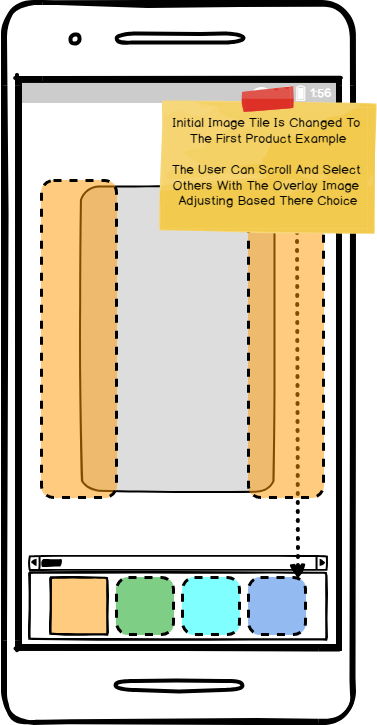 1:56
Initial Image Tile Is Changed To
The First Product Example
The User Can Scroll And Select
Others With The Overlay Image
Adjusting Based There Choice